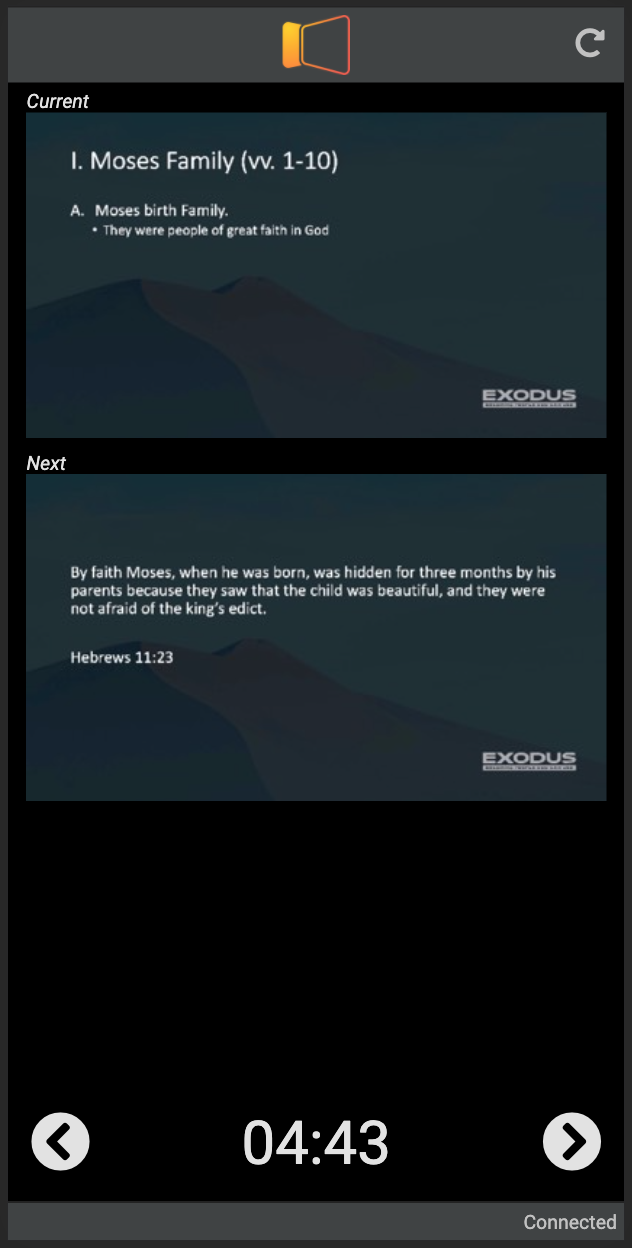 Current
I. Moses Family (vv. 1-10)
A. Moses birth Family.
• They were people of great faith in God
EXODUS
Next
By faith Moses, when he was born, was hidden for three months by his
parents because they saw that the child was beautiful, and they were
not afraid of the king’s edict.
Hebrews 11:23
EXODUS
04:43
Connected